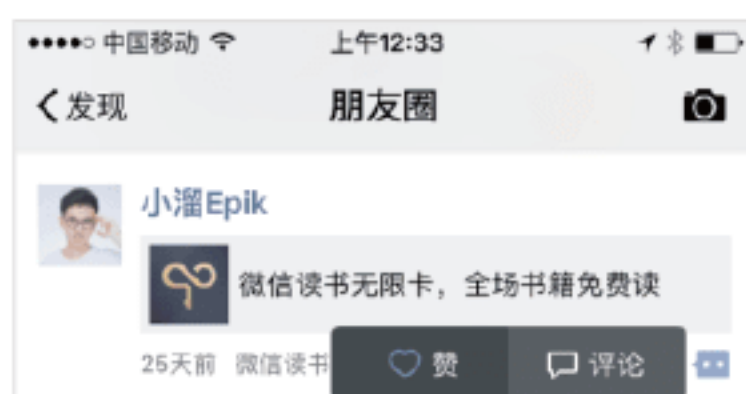 中国移动 上午12:33
发现 朋友圈
小溜Epik
微信读书无限卡，全场书籍免费读
25天前 微信读书 赞 评论